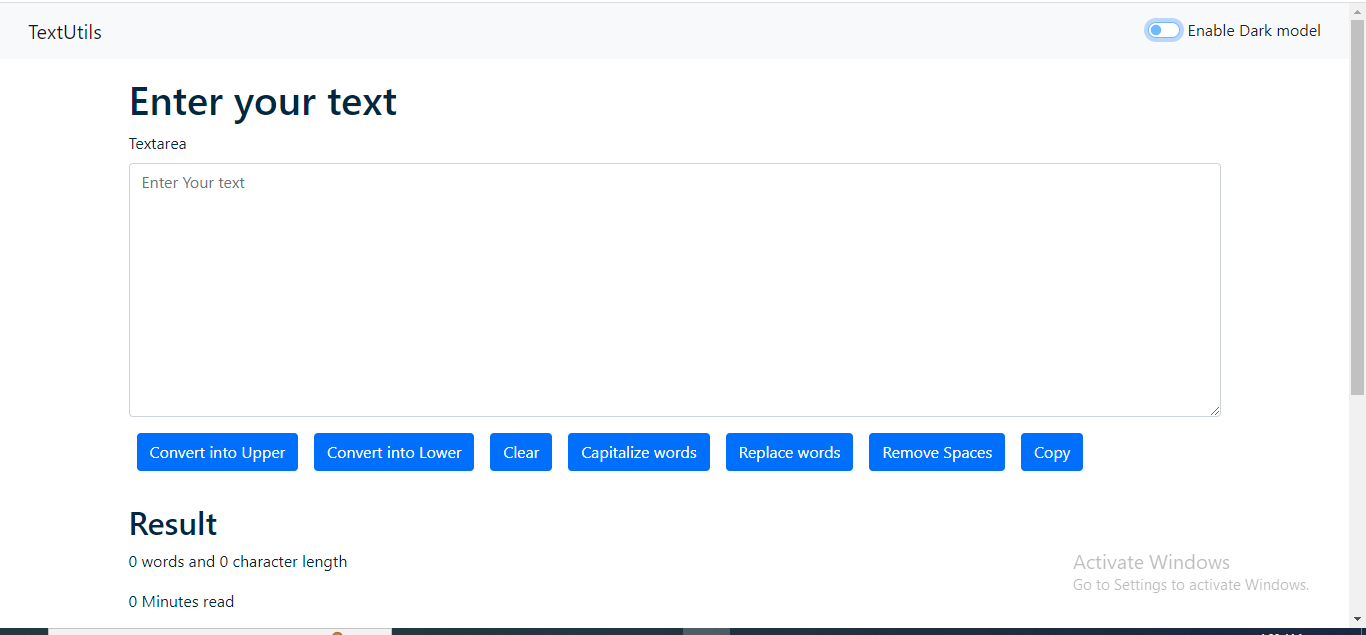 TextUtils
Enable Dark model
Enter your text
Textarea
Enter Your text
Convert into Upper
Convert into Lower
Clear
Capitalize words
Replace words
Remove Spaces
Copy
Result
0 words and 0 character length
Activate Windows
Go to Settings to activate Windows.
0 Minutes read